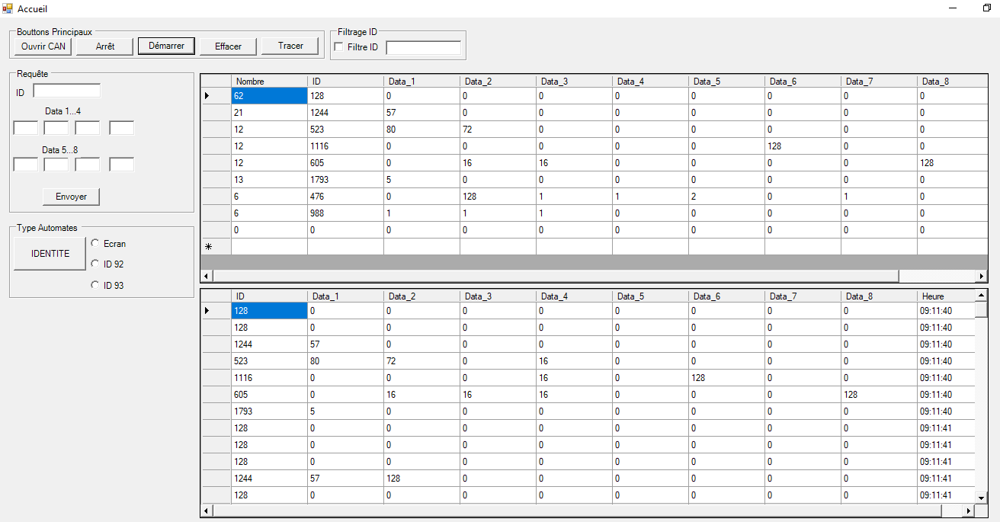 Accueil
Bouttons Principaux
Ouvrir CAN Arrêt Démarrer Effacer Tracer
Filtrage ID
Filtre ID
Requête
ID
Data 1...4
Data 5...8
Envoyer
Type Automates
IDENTITE
Ecran
ID 92
ID 93
Nombre ID Data_1 Data_2 Data_3 Data_4 Data_5 Data_6 Data_7 Data_8
62 128 0 0 0 0 0 0 0 0
21 1244 57 0 0 0 0 0 0 0
12 523 80 72 0 0 0 0 0 0
12 1116 0 0 0 0 0 128 0 0
12 605 0 16 16 0 0 0 0 128
13 1793 5 0 0 0 0 0 0 0
6 476 0 128 1 1 2 0 1 0
6 988 1 1 1 0 0 0 0 0
0 0 0 0 0 0 0 0 0 0
ID Data_1 Data_2 Data_3 Data_4 Data_5 Data_6 Data_7 Data_8 Heure
128 0 0 0 0 0 0 0 0 09:11:40
128 0 0 0 0 0 0 0 0 09:11:40
1244 57 0 0 0 0 0 0 0 09:11:40
523 80 72 0 16 0 0 0 0 09:11:40
1116 0 0 0 16 0 128 0 0 09:11:40
605 0 16 16 16 0 0 0 128 09:11:40
1793 5 0 0 0 0 0 0 0 09:11:40
128 0 0 0 0 0 0 0 0 09:11:41
128 0 0 0 0 0 0 0 0 09:11:41
128 0 0 0 0 0 0 0 0 09:11:41
1244 57 128 0 0 0 0 0 0 09:11:41
128 0 0 0 0 0 0 0 0 09:11:41